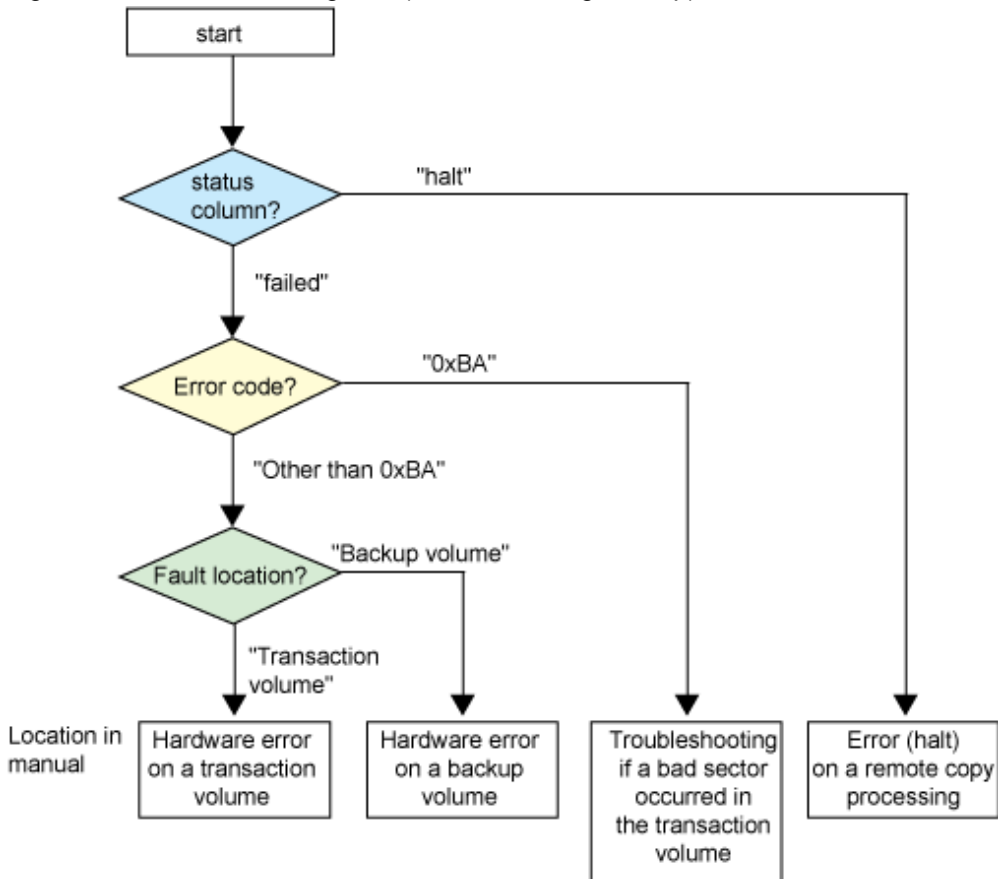 start
status
column?
"halt"
"failed"
Error code?
"0xBA"
"Other than 0xBA"
Fault location?
"Backup volume"
"Transaction
volume"
Location in
manual
Hardware error
on a transaction
volume
Hardware error
on a backup
volume
Troubleshooting
if a bad sector
occurred in
the transaction
volume
Error (halt)
on a remote copy
processing